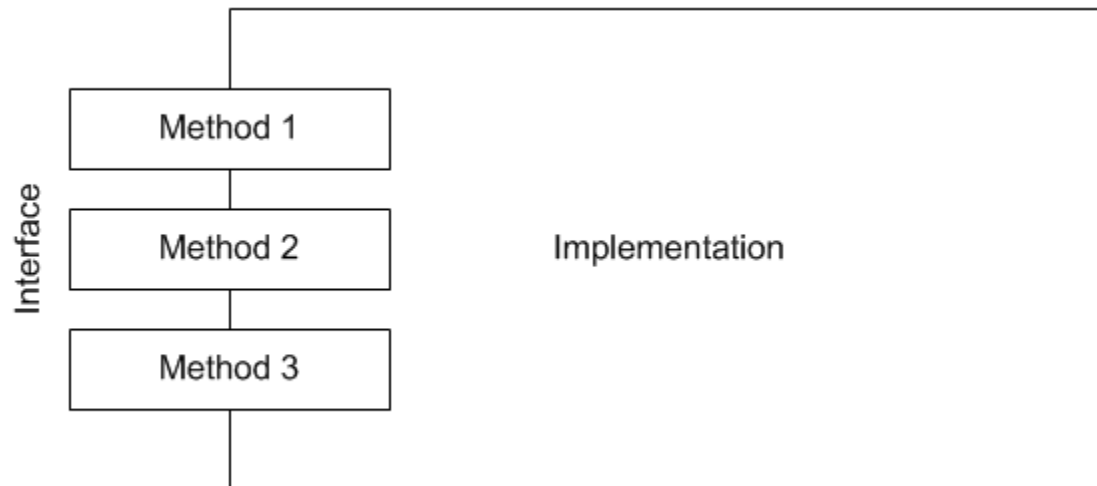 Interface
Method 1
Method 2
Implementation
Method 3